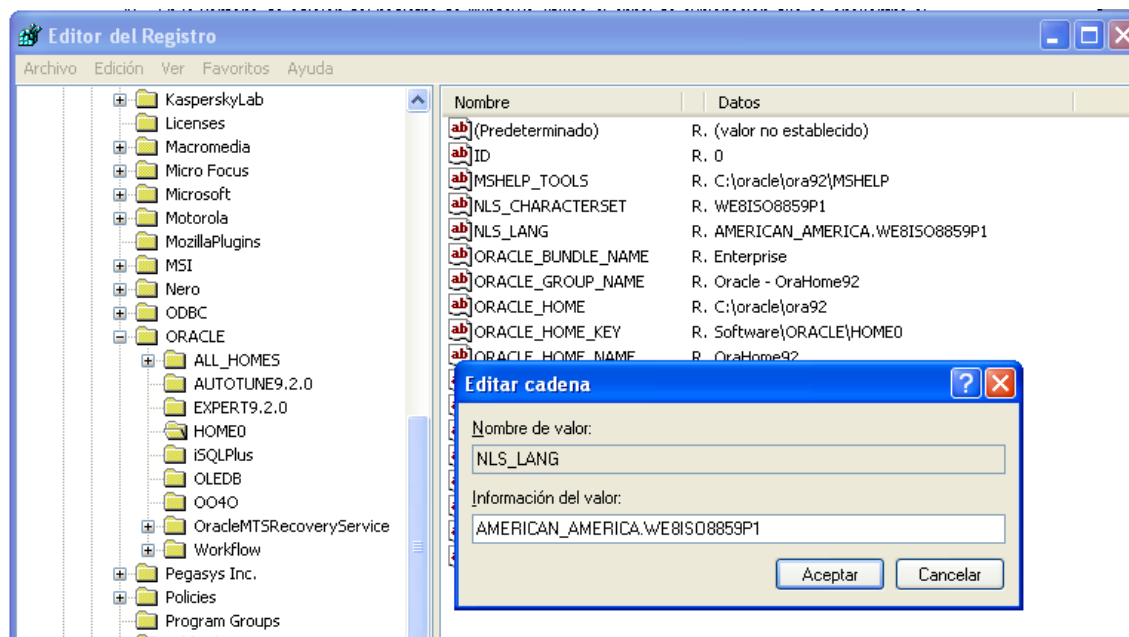 Editor del Registro
Archivo Edición Ver Favoritos Ayuda
KasperskyLab
Licenses
Macromedia
Micro Focus
Microsoft
Motorola
MozillaPlugins
MSI
Nero
ODBC
ORACLE
ALL_HOMES
AUTOTUNE9.2.0
EXPERT9.2.0
HOME0
iSQLPlus
OLEDB
OO4O
OracleMTSRecoveryService
Workflow
Pegasys Inc.
Policies
Program Groups
Nombre Datos
(Predeterminado) R. (valor no establecido)
ID R. 0
MSHELP_TOOLS R. C:\oracle\ora92\MSHELP
NLS_CHARACTERSET R. WE8ISO8859P1
NLS_LANG R. AMERICAN_AMERICA.WE8ISO8859P1
ORACLE_BUNDLE_NAME R. Enterprise
ORACLE_GROUP_NAME R. Oracle - OraHome92
ORACLE_HOME R. C:\oracle\ora92
ORACLE_HOME_KEY R. Software\ORACLE\HOME0
ORACLE_HOME_NAME R. OraHome92
Editar cadena
Nombre de valor:
NLS_LANG
Información del valor:
AMERICAN_AMERICA.WE8ISO8859P1
Aceptar Cancelar